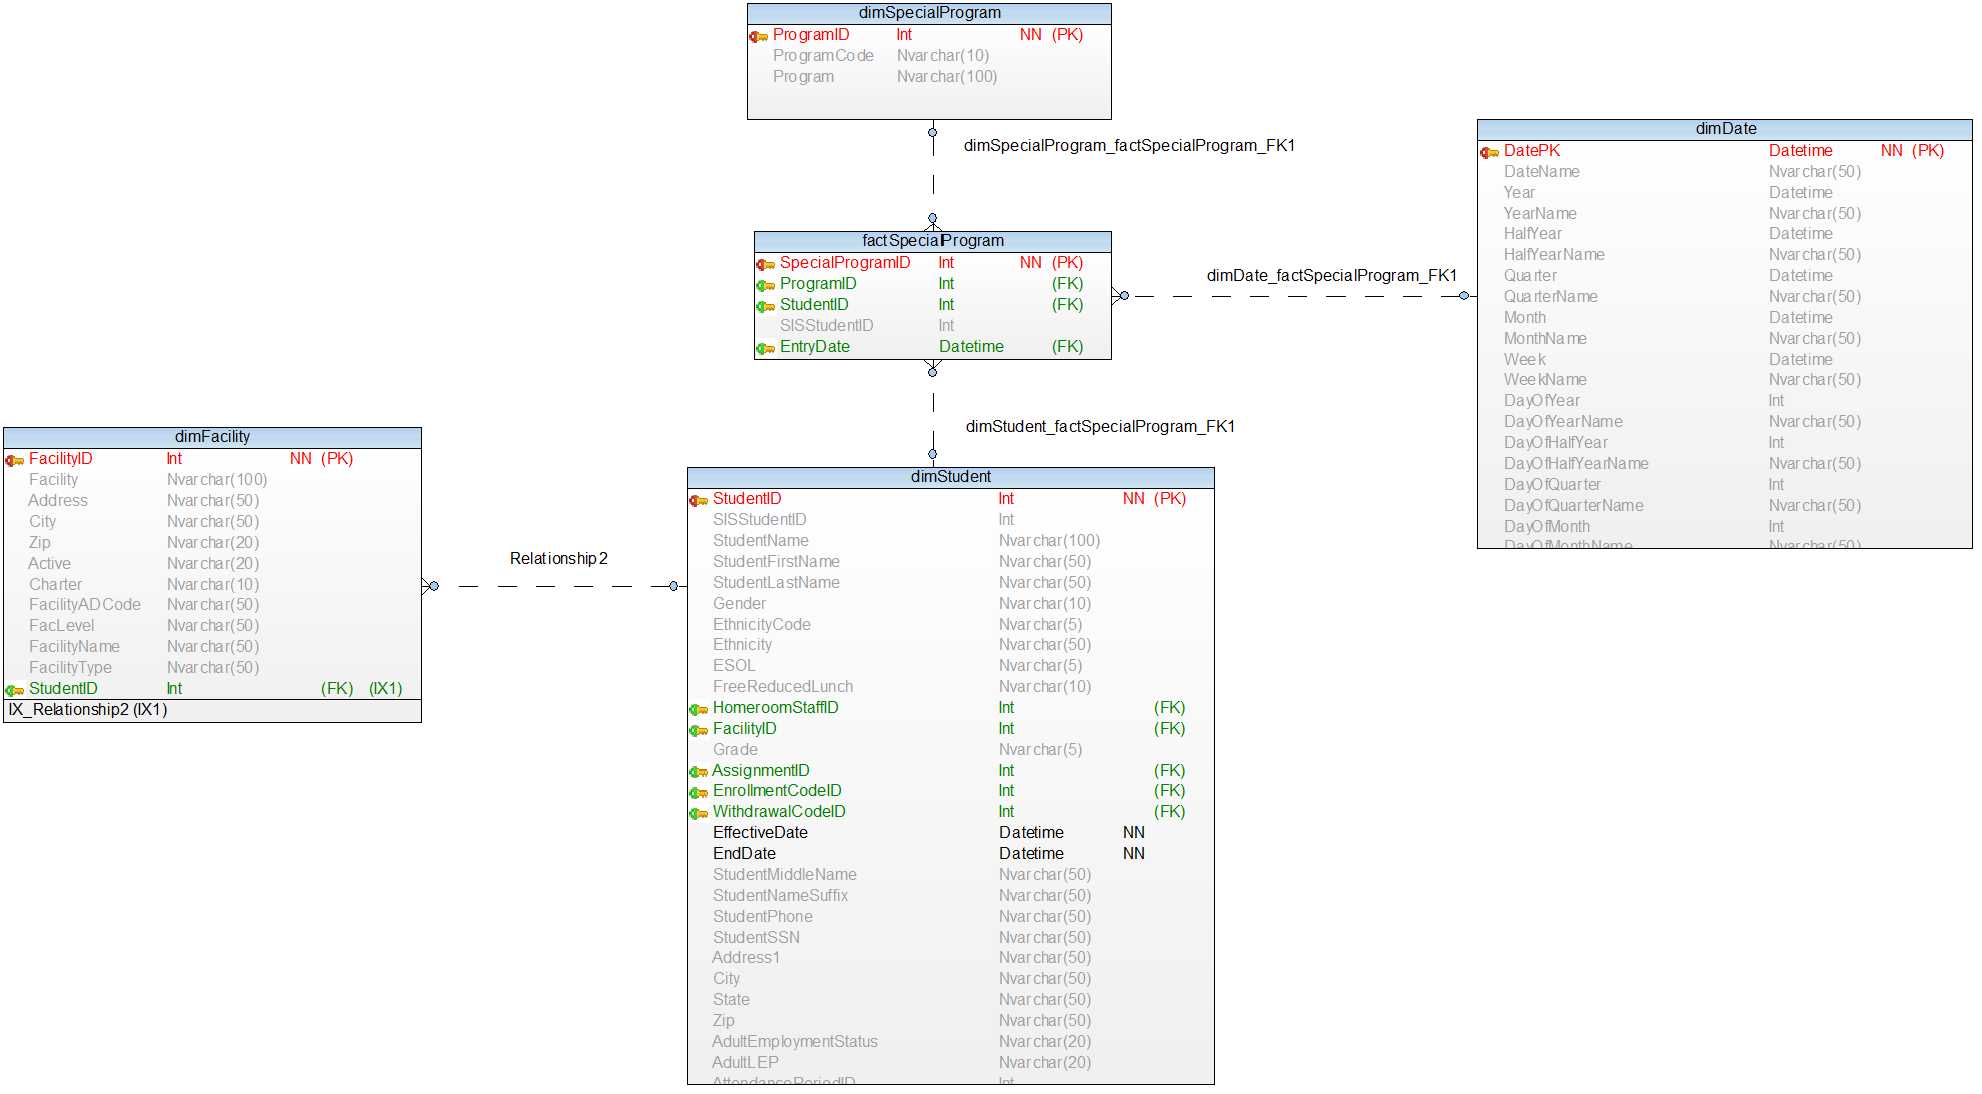 dimSpecialProgram
ProgramID Int NN (PK)
ProgramCode Nvarchar(10)
Program Nvarchar(100)
dimSpecialProgram_factSpecialProgram_FK1
factSpecialProgram
SpecialProgramID Int NN (PK)
ProgramID Int (FK)
StudentID Int (FK)
SISStudentID Int
EntryDate Datetime (FK)
dimDate_factSpecialProgram_FK1
dimDate
DatePK Datetime NN (PK)
DateName Nvarchar(50)
Year Datetime
YearName Nvarchar(50)
HalfYear Datetime
HalfYearName Nvarchar(50)
Quarter Datetime
QuarterName Nvarchar(50)
Month Datetime
MonthName Nvarchar(50)
Week Datetime
WeekName Nvarchar(50)
DayOfYear Int
DayOfYearName Nvarchar(50)
DayOfHalfYear Int
DayOfHalfYearName Nvarchar(50)
DayOfQuarter Int
DayOfQuarterName Nvarchar(50)
DayOfMonth Int
DayOfMonthName Nvarchar(50)
dimStudent_factSpecialProgram_FK1
dimFacility
FacilityID Int NN (PK)
Facility Nvarchar(100)
Address Nvarchar(50)
City Nvarchar(50)
Zip Nvarchar(20)
Active Nvarchar(20)
Charter Nvarchar(10)
FacilityADCode Nvarchar(50)
FacLevel Nvarchar(50)
FacilityName Nvarchar(50)
FacilityType Nvarchar(50)
StudentID Int (FK) (IX1)
IX_Relationship2 (IX1)
Relationship2
dimStudent
StudentID Int NN (PK)
SISStudentID Int
StudentName Nvarchar(100)
StudentFirstName Nvarchar(50)
StudentLastName Nvarchar(50)
Gender Nvarchar(10)
EthnicityCode Nvarchar(5)
Ethnicity Nvarchar(50)
ESOL Nvarchar(5)
FreeReducedLunch Nvarchar(10)
HomeroomStaffID Int (FK)
FacilityID Int (FK)
Grade Nvarchar(5)
AssignmentID Int (FK)
EnrollmentCodeID Int (FK)
WithdrawalCodeID Int (FK)
EffectiveDate Datetime NN
EndDate Datetime NN
StudentMiddleName Nvarchar(50)
StudentNameSuffix Nvarchar(50)
StudentPhone Nvarchar(50)
StudentSSN Nvarchar(50)
Address1 Nvarchar(50)
City Nvarchar(50)
State Nvarchar(50)
Zip Nvarchar(50)
AdultEmploymentStatus Nvarchar(20)
AdultLEP Nvarchar(20)
AttendancePeriodID Int